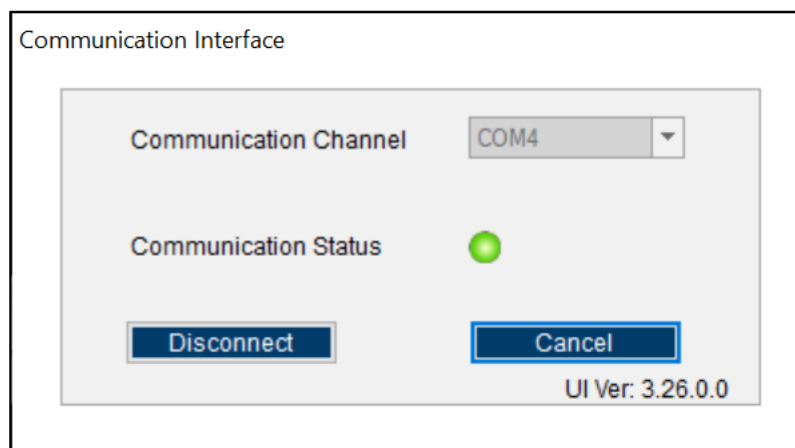 Communication Interface
Communication Channel COM4
Communication Status
Disconnect Cancel
UI Ver: 3.26.0.0